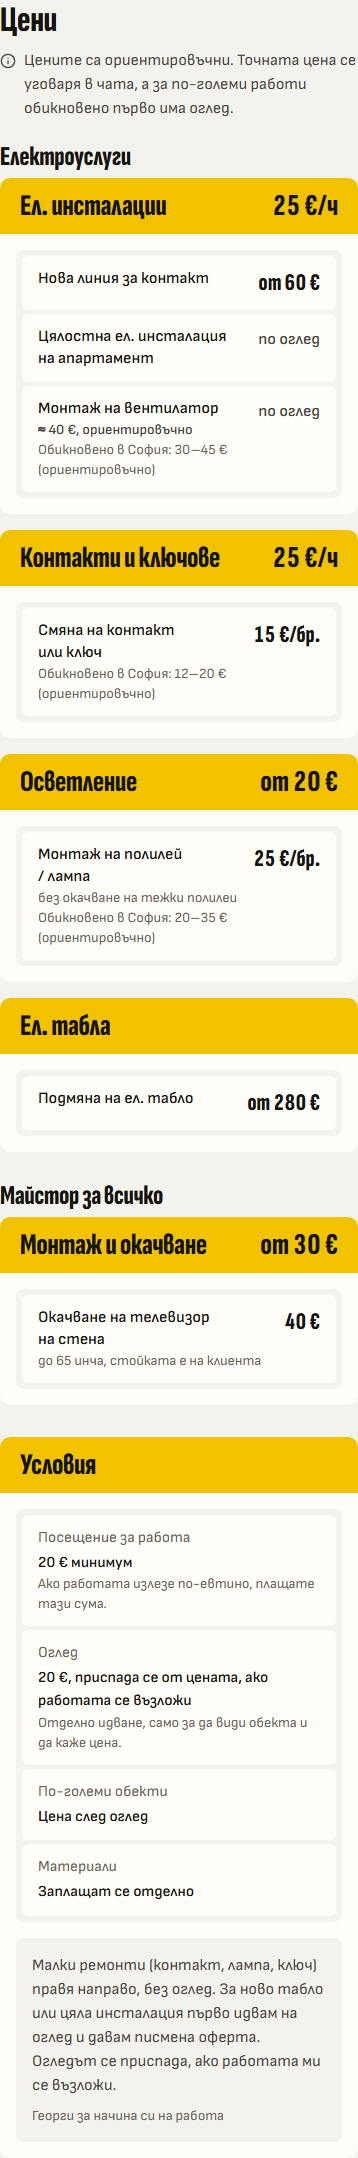 Цени
Цените са ориентировъчни. Точната цена се
уговаря в чата, а за по-големи работи
обикновено първо има оглед.
Електроуслуги
Ел. инсталации 25 €/ч
Нова линия за контакт от 60 €
Цялостна ел. инсталация по оглед
на апартамент
Монтаж на вентилатор по оглед
≈ 40 €, ориентировъчно
Обикновено в София: 30–45 €
(ориентировъчно)
Контакти и ключове 25 €/ч
Смяна на контакт 15 €/бр.
или ключ
Обикновено в София: 12–20 €
(ориентировъчно)
Осветление от 20 €
Монтаж на полилей 25 €/бр.
/ лампа
без окачване на тежки полилеи
Обикновено в София: 20–35 €
(ориентировъчно)
Ел. табла
Подмяна на ел. табло от 280 €
Майстор за всичко
Монтаж и окачване от 30 €
Окачване на телевизор 40 €
на стена
до 65 инча, стойката е на клиента
Условия
Посещение за работа
20 € минимум
Ако работата излезе по-евтино, плащате
тази сума.
Оглед
20 €, приспада се от цената, ако
работата се възложи
Отделно идване, само за да види обекта и
да каже цена.
По-големи обекти
Цена след оглед
Материали
Заплащат се отделно
Малки ремонти (контакт, лампа, ключ)
правя направо, без оглед. За ново табло
или цяла инсталация първо идвам на
оглед и давам писмена оферта.
Огледът се приспада, ако работата ми
се възложи.
Георги за начина си на работа